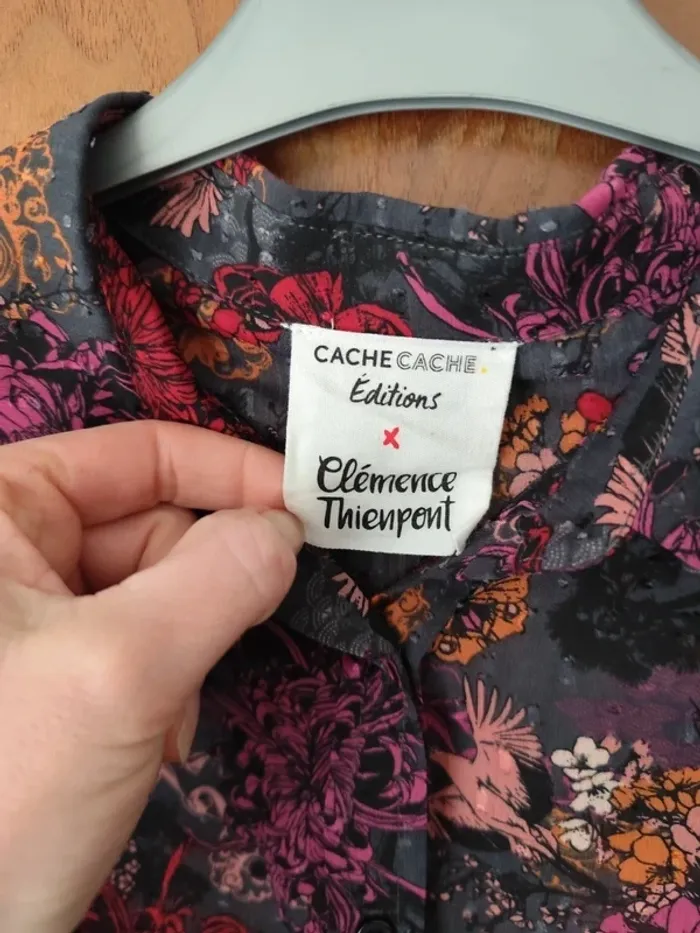 CACHE CACHE.
Éditions
x
Clémence
Thienpont